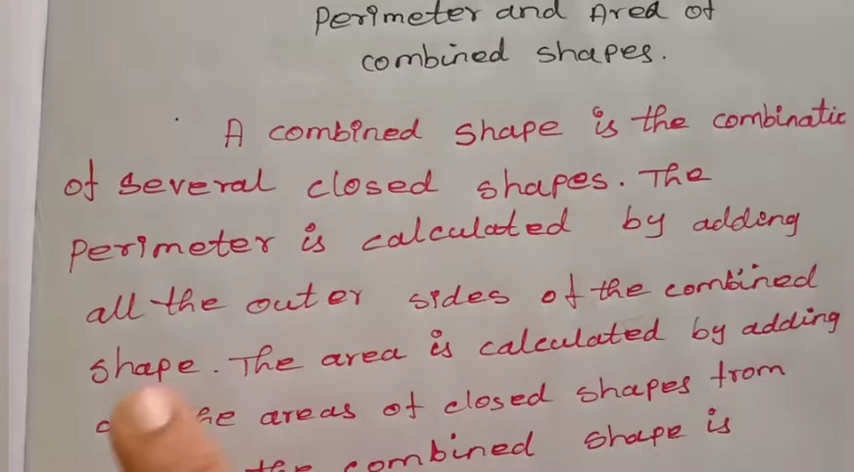 Perimeter and Area of
combined shapes.
A combined shape is the combinatic
of several closed shapes. The
perimeter is calculated by adding
all the outer sides of the combined
shape. The area is calculated by adding
areas of closed shapes from
the combined shape is